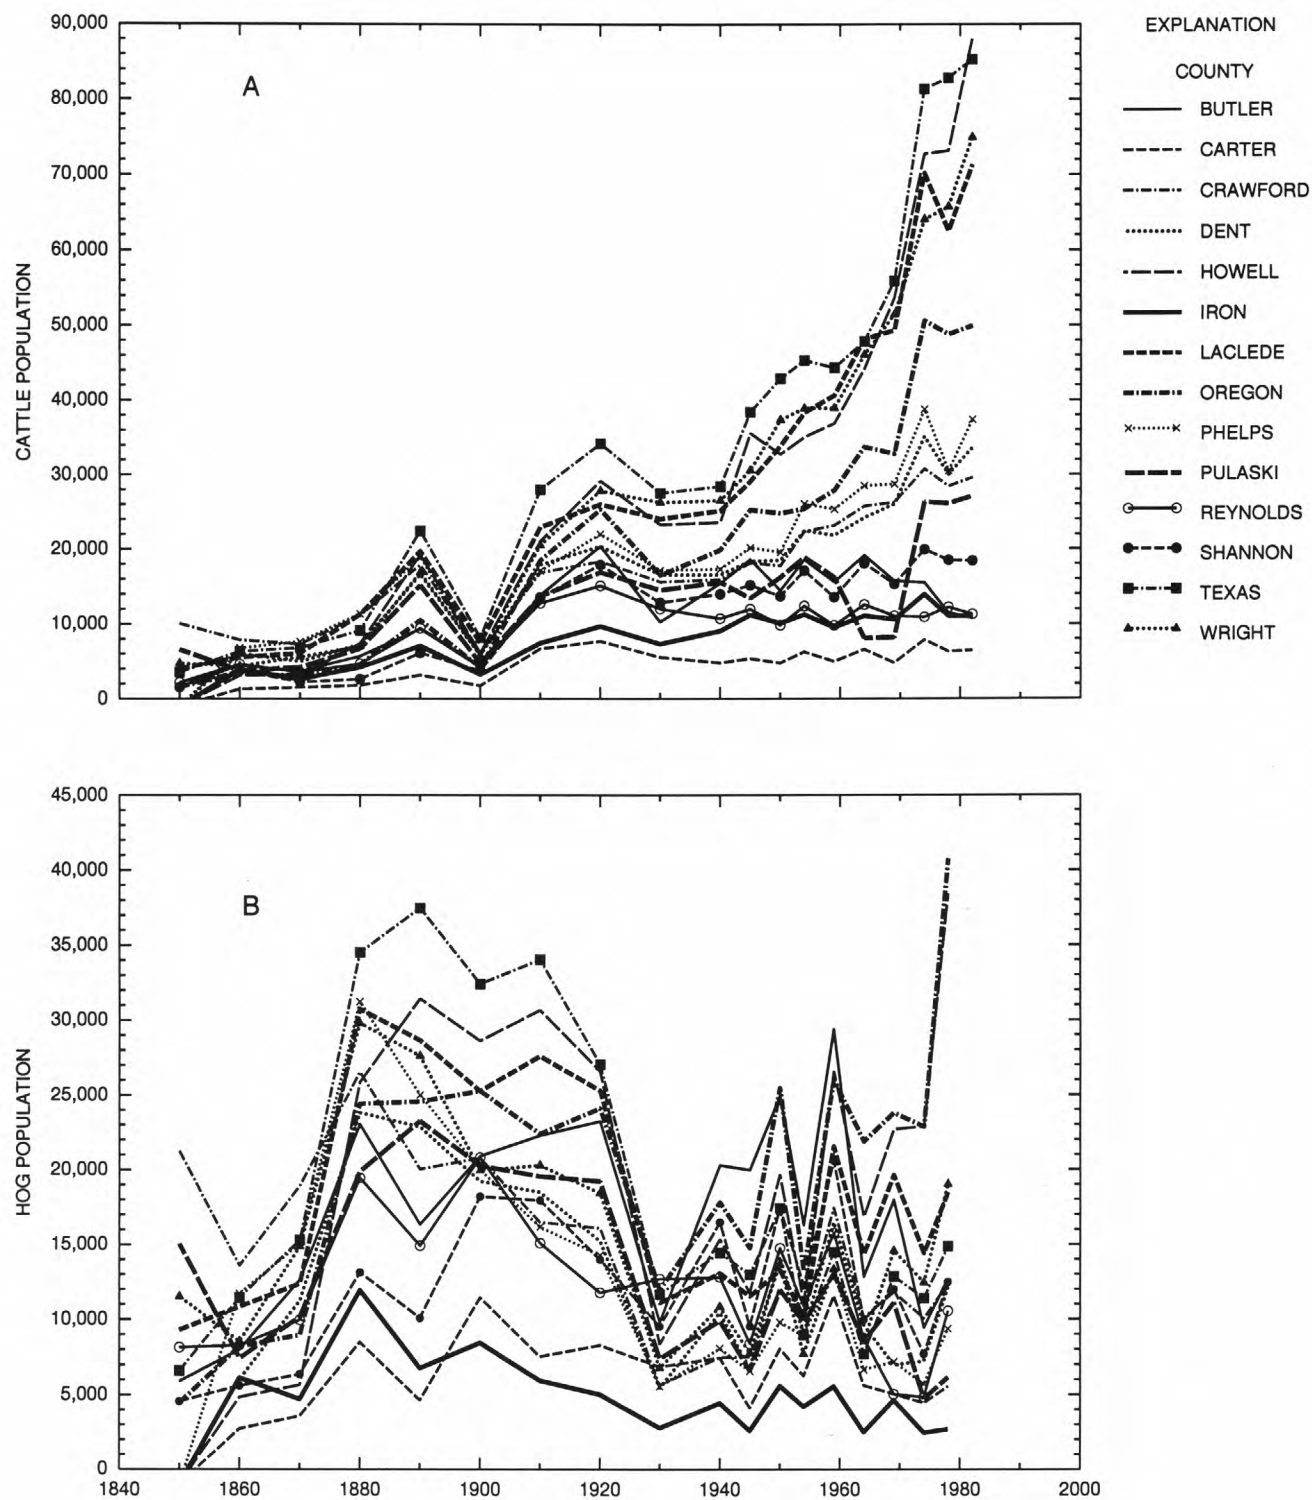 90,000
80,000
70,000
60,000
50,000
40,000
30,000
20,000
10,000
0
CATTLE POPULATION
A
EXPLANATION
COUNTY
BUTLER
CARTER
CRAWFORD
DENT
HOWELL
IRON
LACLEDE
OREGON
PHELPS
PULASKI
REYNOLDS
SHANNON
TEXAS
WRIGHT
45,000
40,000
35,000
30,000
25,000
20,000
15,000
10,000
5,000
0
HOG POPULATION
B
1840 1860 1880 1900 1920 1940 1960 1980 2000